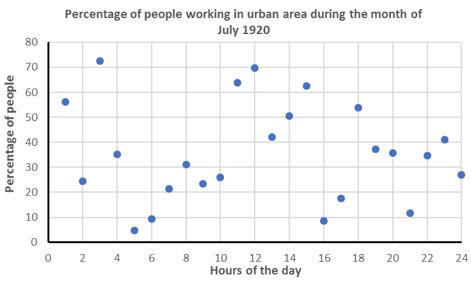 Percentage of people working in urban area during the month of
July 1920
80
70
60
50
40
30
20
10
0
Percentage of people
0 2 4 6 8 10 12 14 16 18 20 22 24
Hours of the day